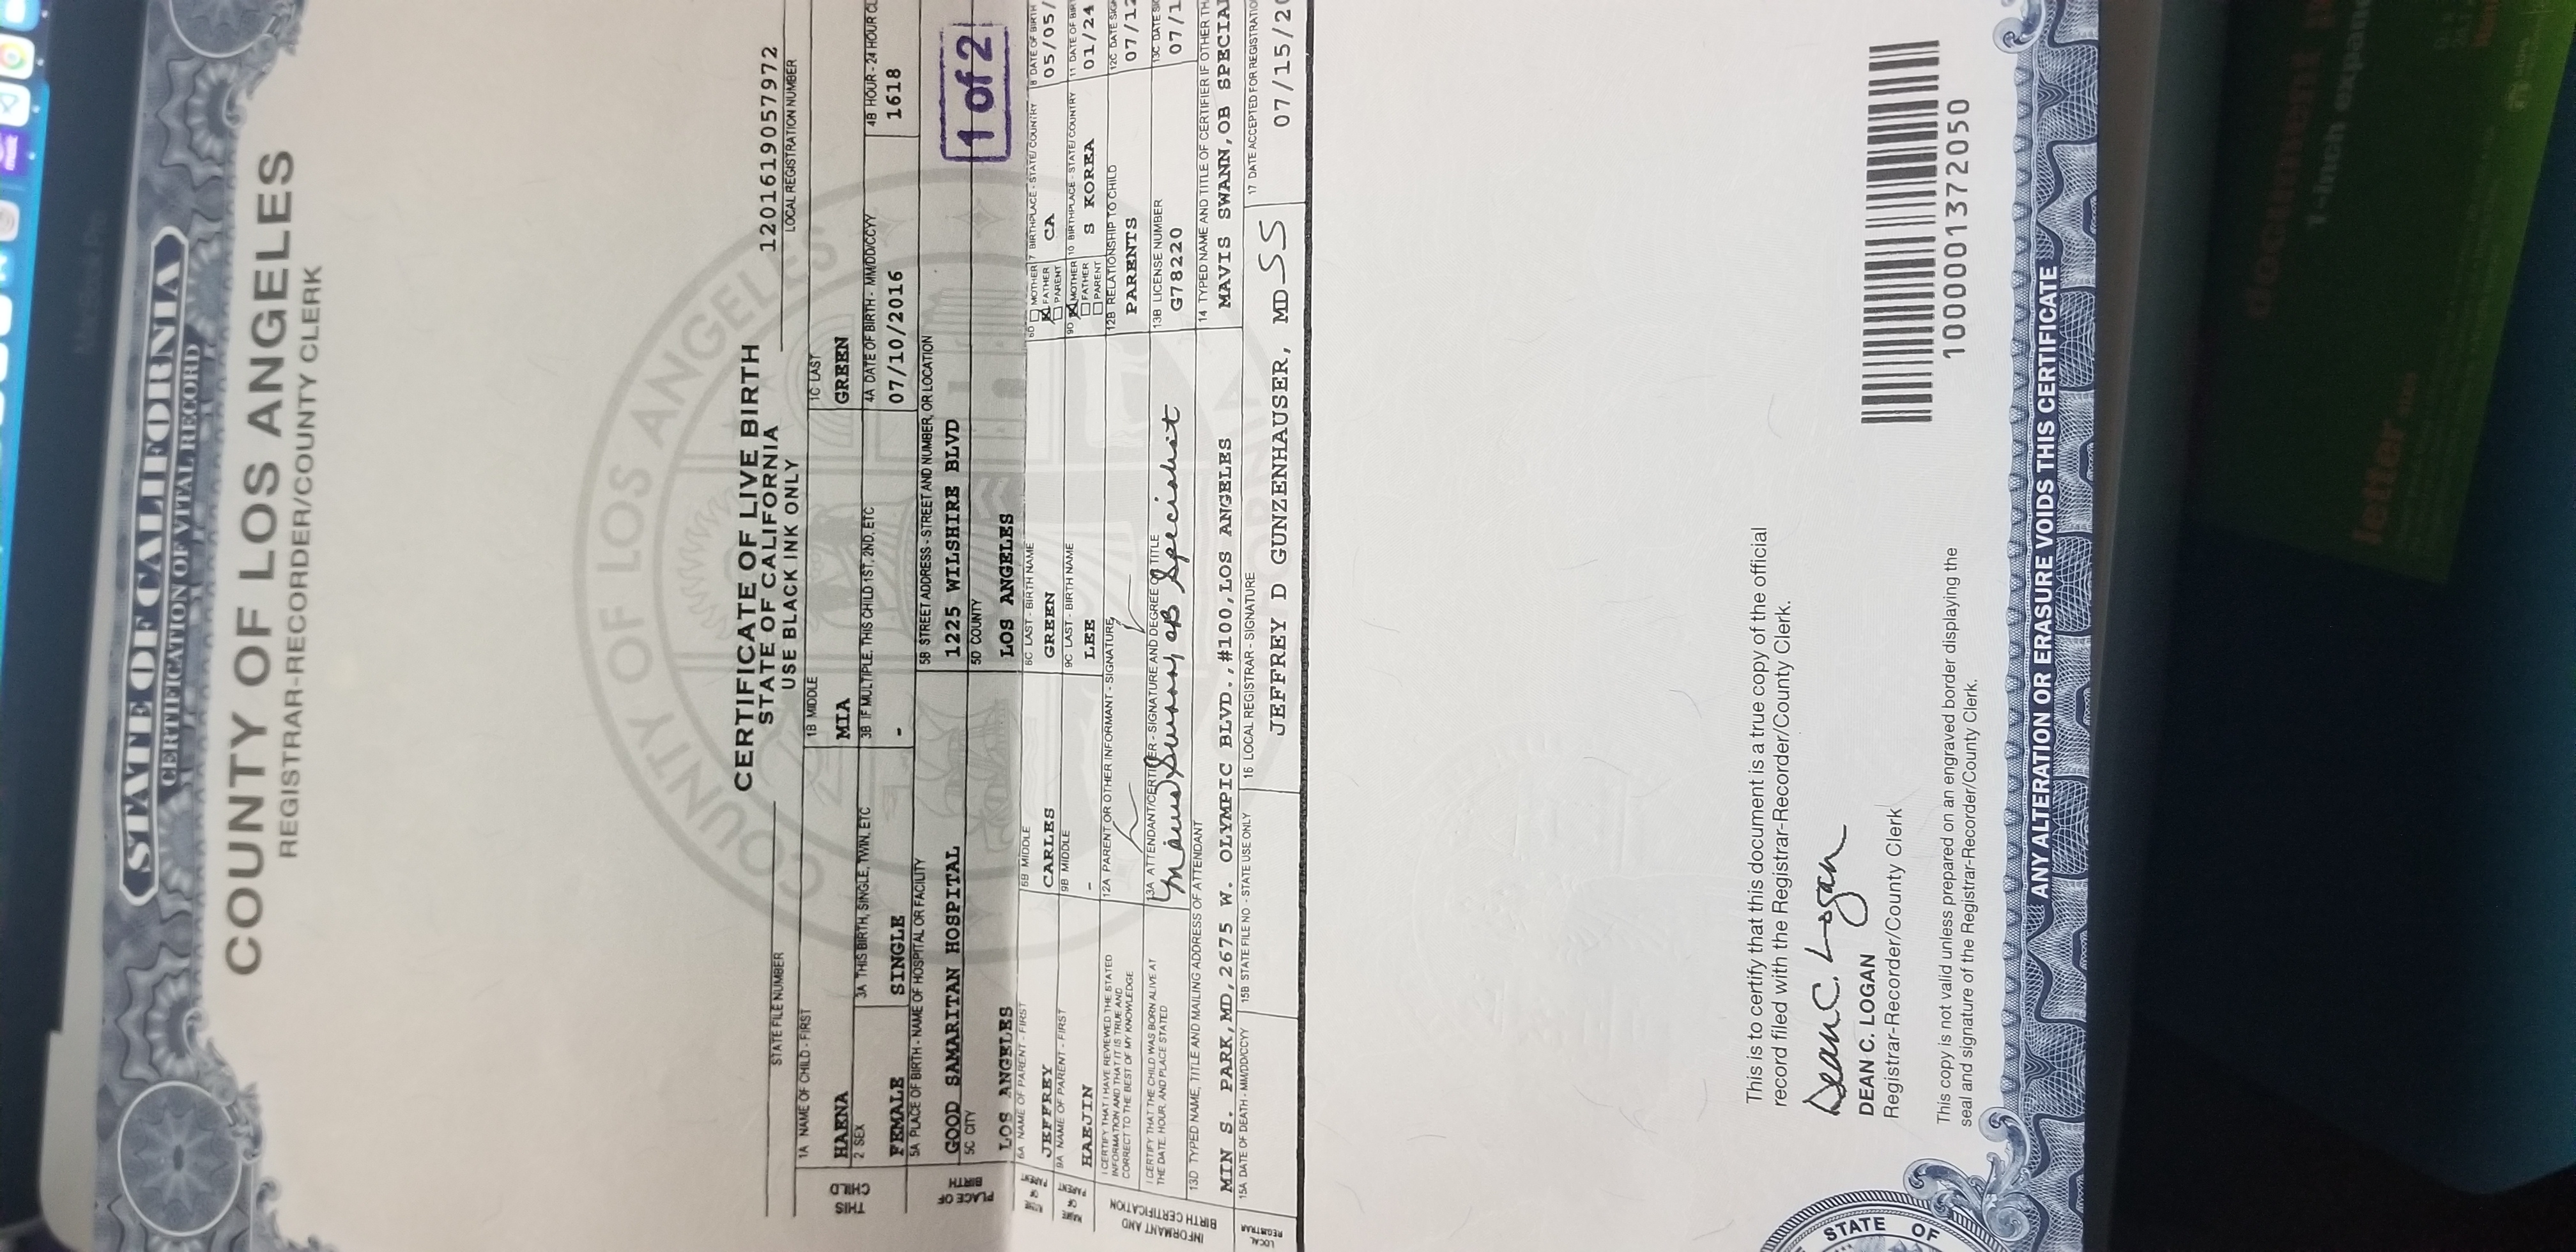 MacBook Pro
STATE OF CALIFORNIA
CERTIFICATION OF VITAL RECORD
COUNTY OF LOS ANGELES
REGISTRAR-RECORDER/COUNTY CLERK
COUNTY OF LOS ANGELES
CERTIFICATE OF LIVE BIRTH
STATE OF CALIFORNIA
USE BLACK INK ONLY
STATE FILE NUMBER
1201619057972
LOCAL REGISTRATION NUMBER
THIS CHILD
1A NAME OF CHILD - FIRST 1B MIDDLE 1C LAST
HAENA MIA GREEN
2 SEX 3A THIS BIRTH, SINGLE, TWIN, ETC 3B IF MULTIPLE, THIS CHILD 1ST, 2ND, ETC 4A DATE OF BIRTH - MM/DD/CCYY 4B HOUR - 24 HOUR CL
FEMALE SINGLE - 07/10/2016 1618
PLACE OF BIRTH
5A PLACE OF BIRTH - NAME OF HOSPITAL OR FACILITY 5B STREET ADDRESS - STREET AND NUMBER, OR LOCATION
GOOD SAMARITAN HOSPITAL 1225 WILSHIRE BLVD
5C CITY 5D COUNTY
LOS ANGELES LOS ANGELES
1 of 2
NAME OF PARENT
6A NAME OF PARENT - FIRST 6B MIDDLE 6C LAST - BIRTH NAME 6D MOTHER FATHER PARENT 7 BIRTHPLACE - STATE/COUNTRY 8 DATE OF BIRTH
JEFFREY CARLES GREEN CA 05/05/
NAME OF PARENT
9A NAME OF PARENT - FIRST 9B MIDDLE 9C LAST - BIRTH NAME 9D MOTHER FATHER PARENT 10 BIRTHPLACE - STATE/COUNTRY 11 DATE OF BIR
HAEJIN - LEE S KOREA 01/24
INFORMANT AND BIRTH CERTIFICATION
I CERTIFY THAT I HAVE REVIEWED THE STATED
INFORMATION AND THAT IT IS TRUE AND
CORRECT TO THE BEST OF MY KNOWLEDGE
12A PARENT OR OTHER INFORMANT - SIGNATURE 12B RELATIONSHIP TO CHILD 12C DATE SIG
PARENTS 07/12
I CERTIFY THAT THE CHILD WAS BORN ALIVE AT
THE DATE, HOUR, AND PLACE STATED
13A ATTENDANT/CERTIFIER - SIGNATURE AND DEGREE OR TITLE 13B LICENSE NUMBER 13C DATE SI
Mavis Swann, OB Specialist G78220 07/1
13D TYPED NAME, TITLE AND MAILING ADDRESS OF ATTENDANT 14 TYPED NAME AND TITLE OF CERTIFIER IF OTHER TH
MIN S. PARK,MD,2675 W. OLYMPIC BLVD.,#100,LOS ANGELES MAVIS SWANN,OB SPECIA
LOCAL REGISTRAR
15A DATE OF DEATH - MM/DD/CCYY 15B STATE FILE NO - STATE USE ONLY 16 LOCAL REGISTRAR - SIGNATURE 17 DATE ACCEPTED FOR REGISTRATIO
JEFFREY D GUNZENHAUSER, MD SS 07/15/20
This is to certify that this document is a true copy of the official
record filed with the Registrar-Recorder/County Clerk.
Dean C. Logan
DEAN C. LOGAN
Registrar-Recorder/County Clerk
This copy is not valid unless prepared on an engraved border displaying the
seal and signature of the Registrar-Recorder/County Clerk.
1000001372050
STATE OF
ANY ALTERATION OR ERASURE VOIDS THIS CERTIFICATE
document
1-inch expan
letter